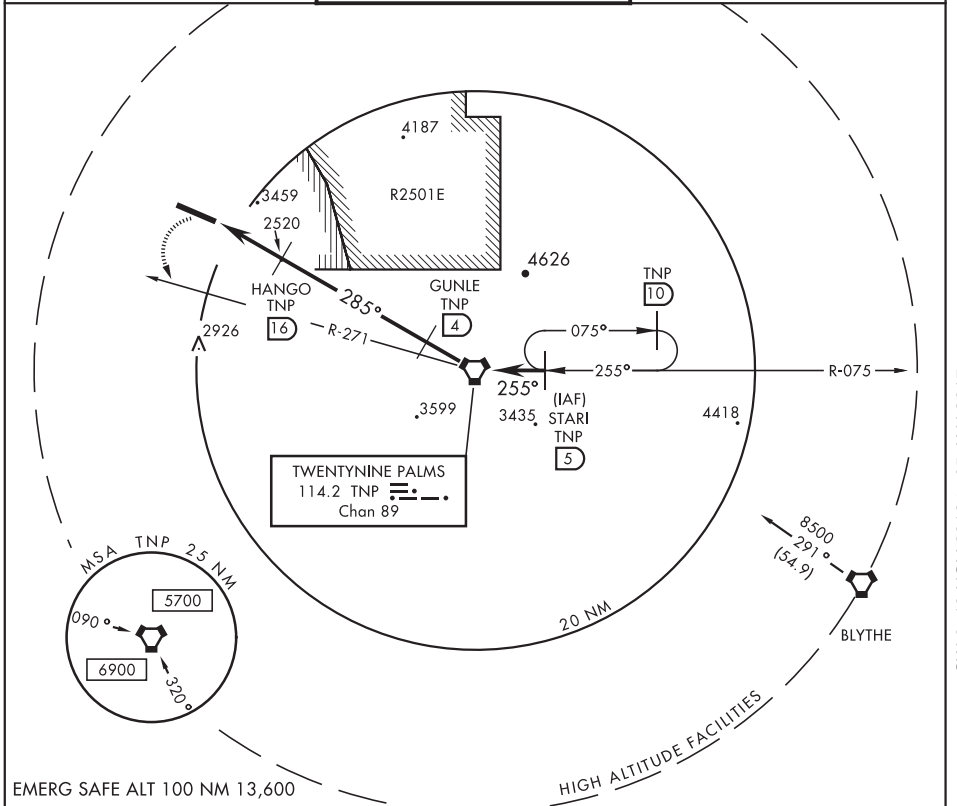 4187
R2501E
3459
2520
4626
HANGO
TNP
16
285°
R-271
GUNLE
TNP
4
TNP
10
075°
255°
R-075
2926
255°
(IAF)
STARI
TNP
5
3599
3435
4418
TWENTYNINE PALMS
114.2 TNP
Chan 89
8500
291°
(54.9)
BLYTHE
MSA TNP 25 NM
5700
090°
6900
320°
20 NM
HIGH ALTITUDE FACILITIES
EMERG SAFE ALT 100 NM 13,600